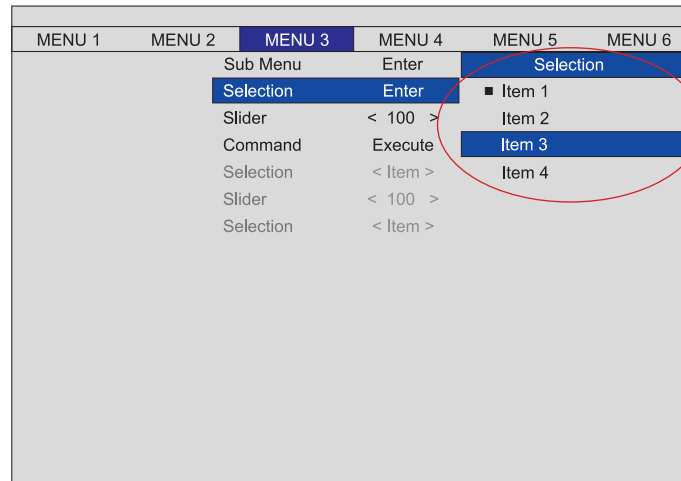 MENU 1 MENU 2 MENU 3 MENU 4 MENU 5 MENU 6
Sub Menu Enter Selection
Selection Enter ■ Item 1
Slider < 100 > Item 2
Command Execute Item 3
Selection < Item > Item 4
Slider < 100 >
Selection < Item >